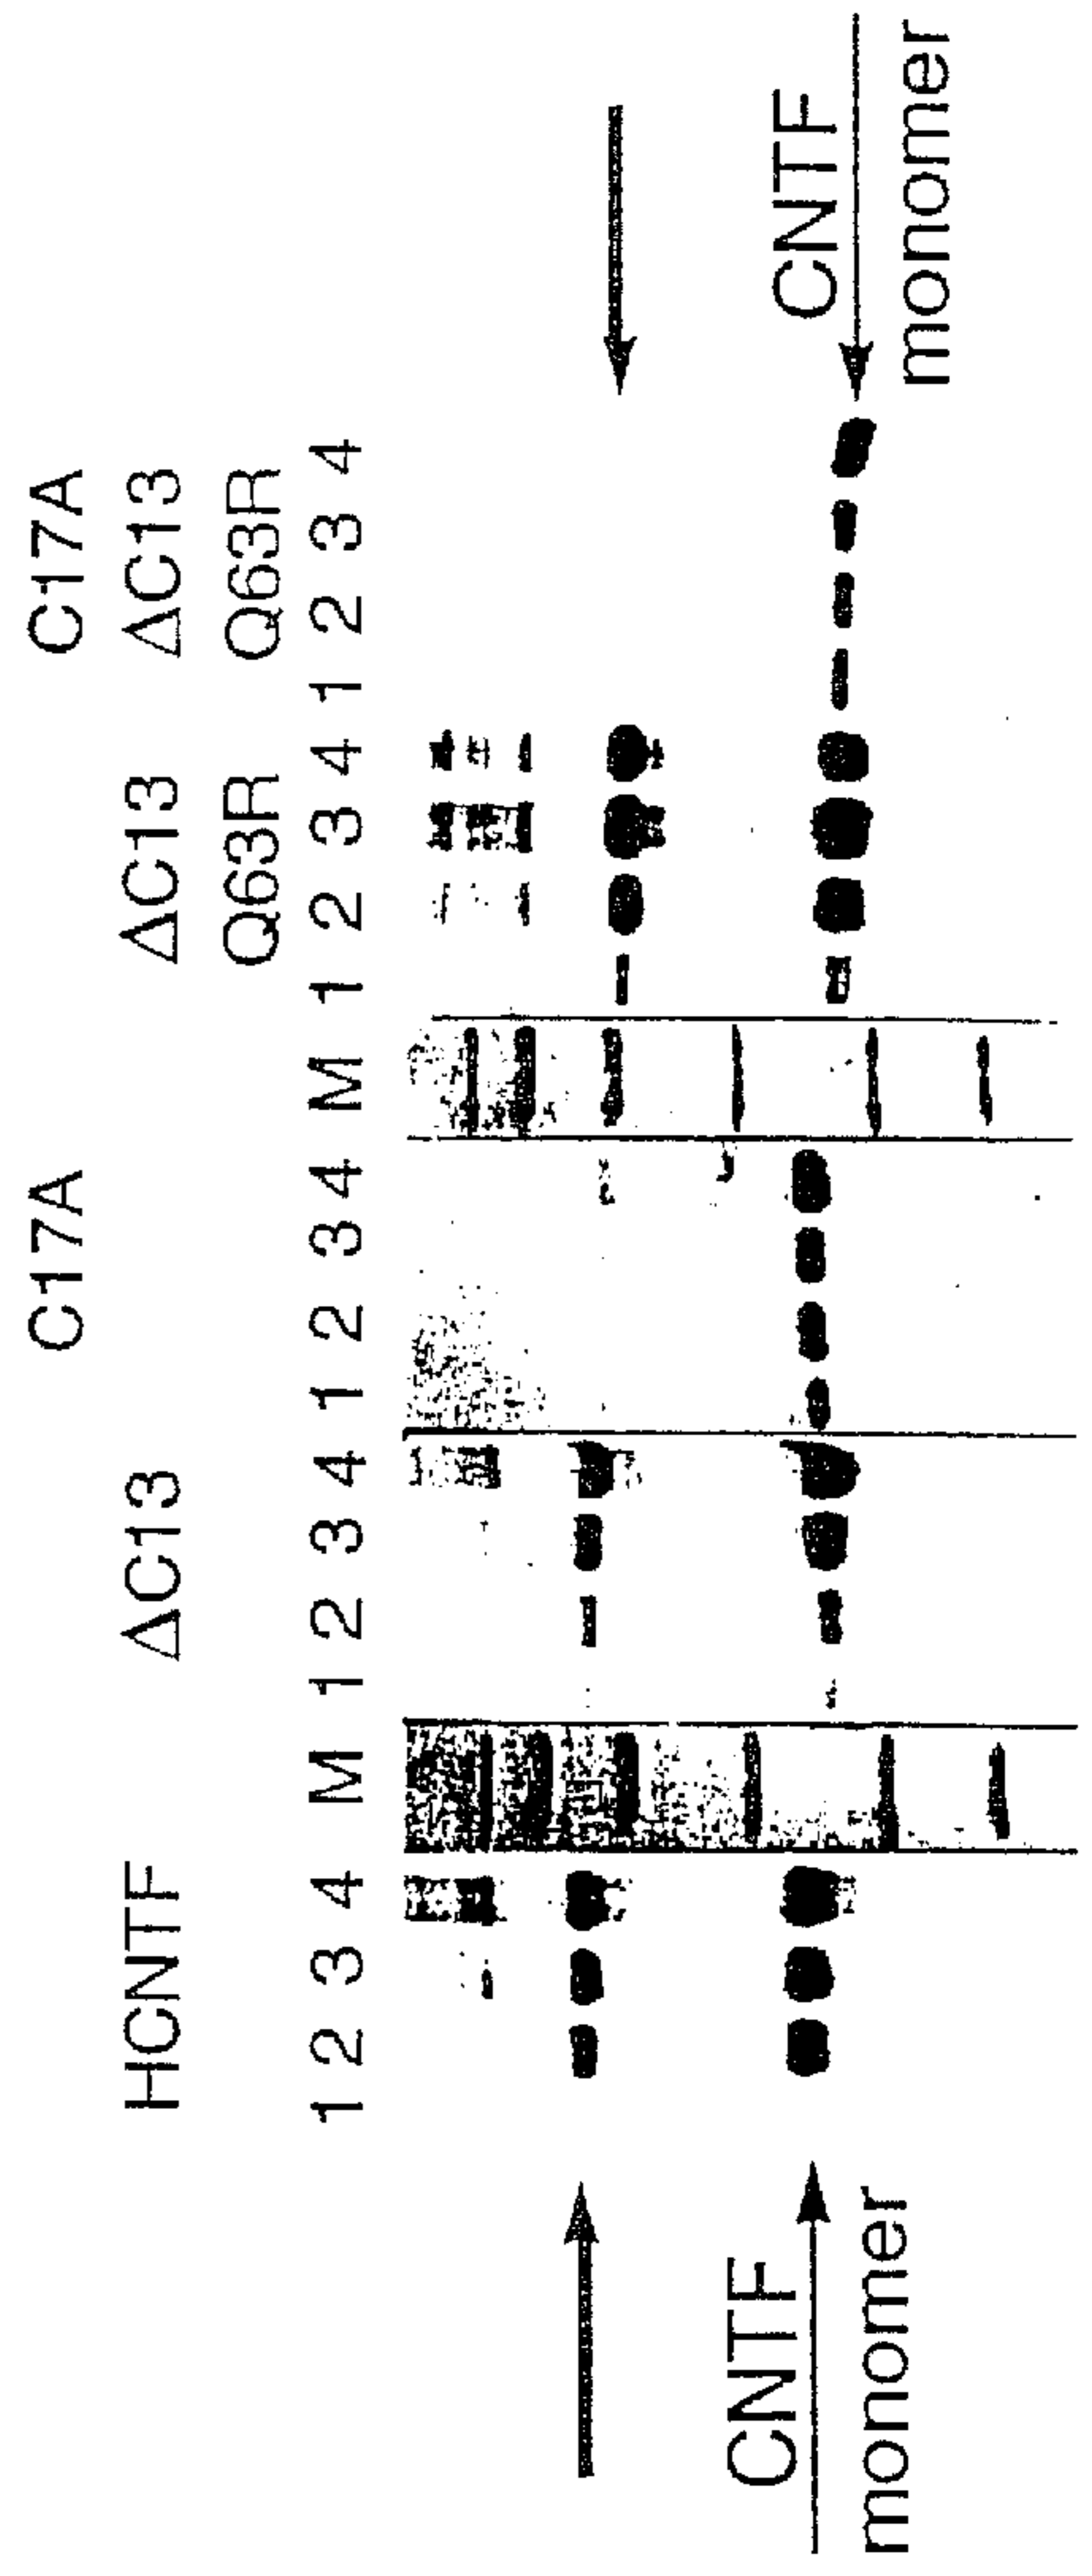 C17A C17A
HCNTF ΔC13 ΔC13 ΔC13
Q63R Q63R
1 2 3 4 M 1 2 3 4 1 2 3 4 M 1 2 3 4 1 2 3 4
CNTF
monomer
CNTF
monomer